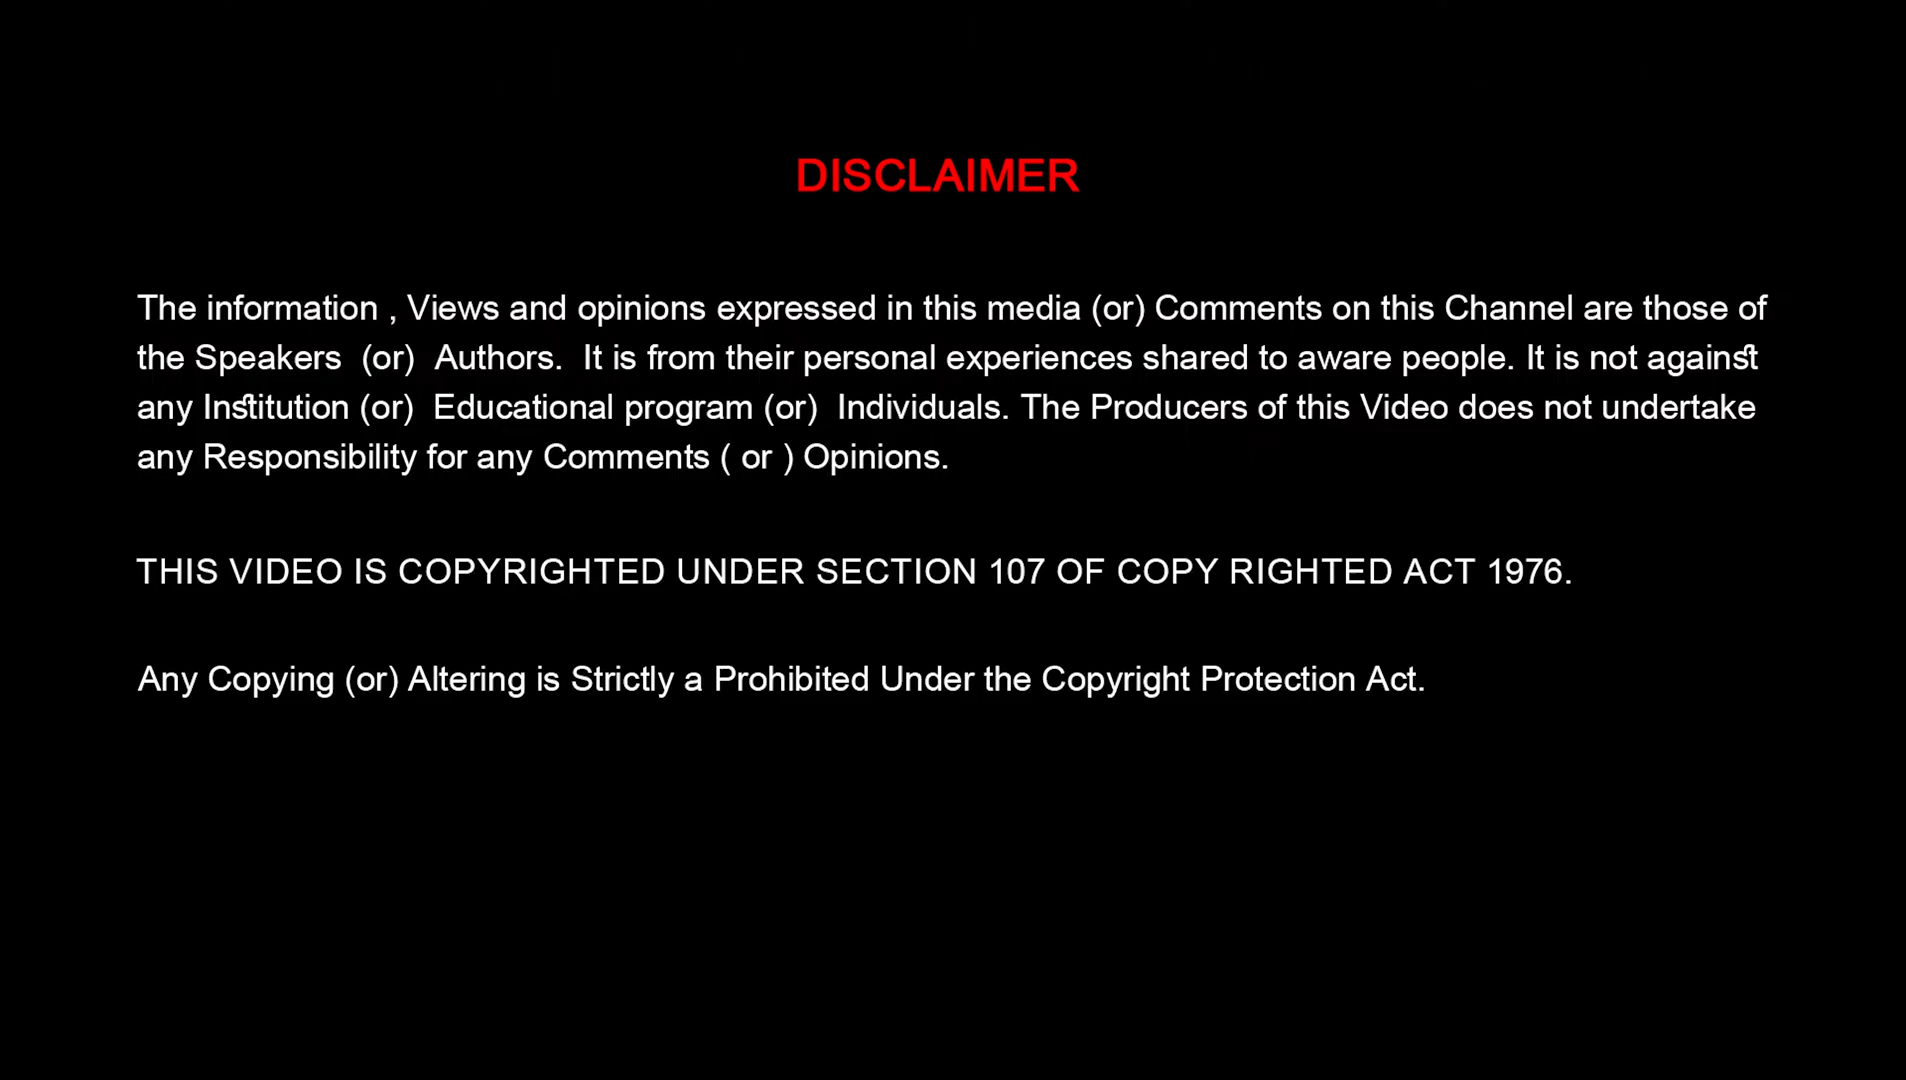 DISCLAIMER
The information , Views and opinions expressed in this media (or) Comments on this Channel are those of
the Speakers (or) Authors. It is from their personal experiences shared to aware people. It is not against
any Institution (or) Educational program (or) Individuals. The Producers of this Video does not undertake
any Responsibility for any Comments ( or ) Opinions.
THIS VIDEO IS COPYRIGHTED UNDER SECTION 107 OF COPY RIGHTED ACT 1976.
Any Copying (or) Altering is Strictly a Prohibited Under the Copyright Protection Act.